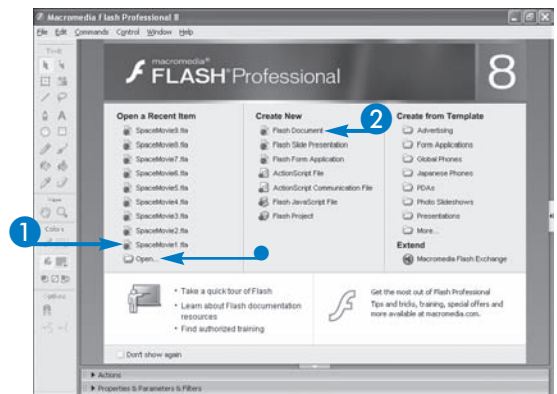 Macromedia Flash Professional 8
File Edit Commands Control Window Help
Tools
macromedia®
FLASH® Professional
8
Open a Recent Item
SpaceMovie9.fla
SpaceMovie8.fla
SpaceMovie7.fla
SpaceMovie6.fla
SpaceMovie5.fla
SpaceMovie4.fla
SpaceMovie3.fla
SpaceMovie2.fla
SpaceMovie1.fla
Open...
Create New
Flash Document
Flash Slide Presentation
Flash Form Application
ActionScript File
ActionScript Communication File
Flash JavaScript File
Flash Project
Create from Template
Advertising
Form Applications
Global Phones
Japanese Phones
PDAs
Photo Slideshows
Presentations
More...
Extend
Macromedia Flash Exchange
1
2
View
Colors
Options
• Take a quick tour of Flash
• Learn about Flash documentation
resources
• Find authorized training
Get the most out of Flash Professional
Tips and tricks, training, special offers and
more available at macromedia.com.
Don't show again
Actions
Properties & Parameters & Filters